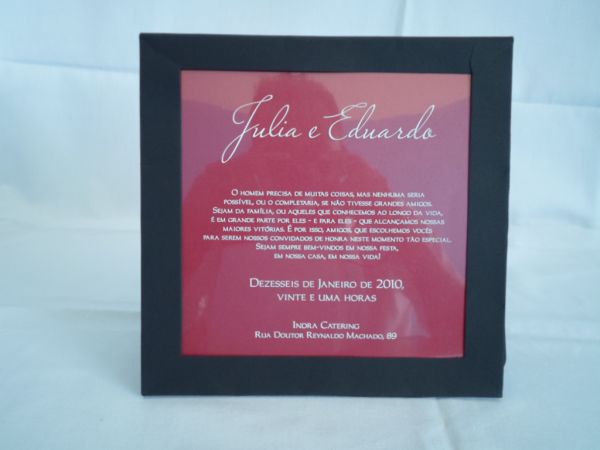 Julia e Eduardo
O homem precisa de muitas coisas, mas nenhuma seria
possível, ou o completaria, se não tivesse grandes amigos.
Sejam da família, ou aqueles que conhecemos ao longo da vida,
é em grande parte por eles - e para eles - que alcançamos nossas
maiores vitórias. É por isso, amigos, que escolhemos vocês
para serem nossos convidados de honra neste momento tão especial.
Sejam sempre bem-vindos em nossa festa,
em nossa casa, em nossa vida!
Dezesseis de Janeiro de 2010,
vinte e uma horas
Indra Catering
Rua Doutor Reynaldo Machado, 89